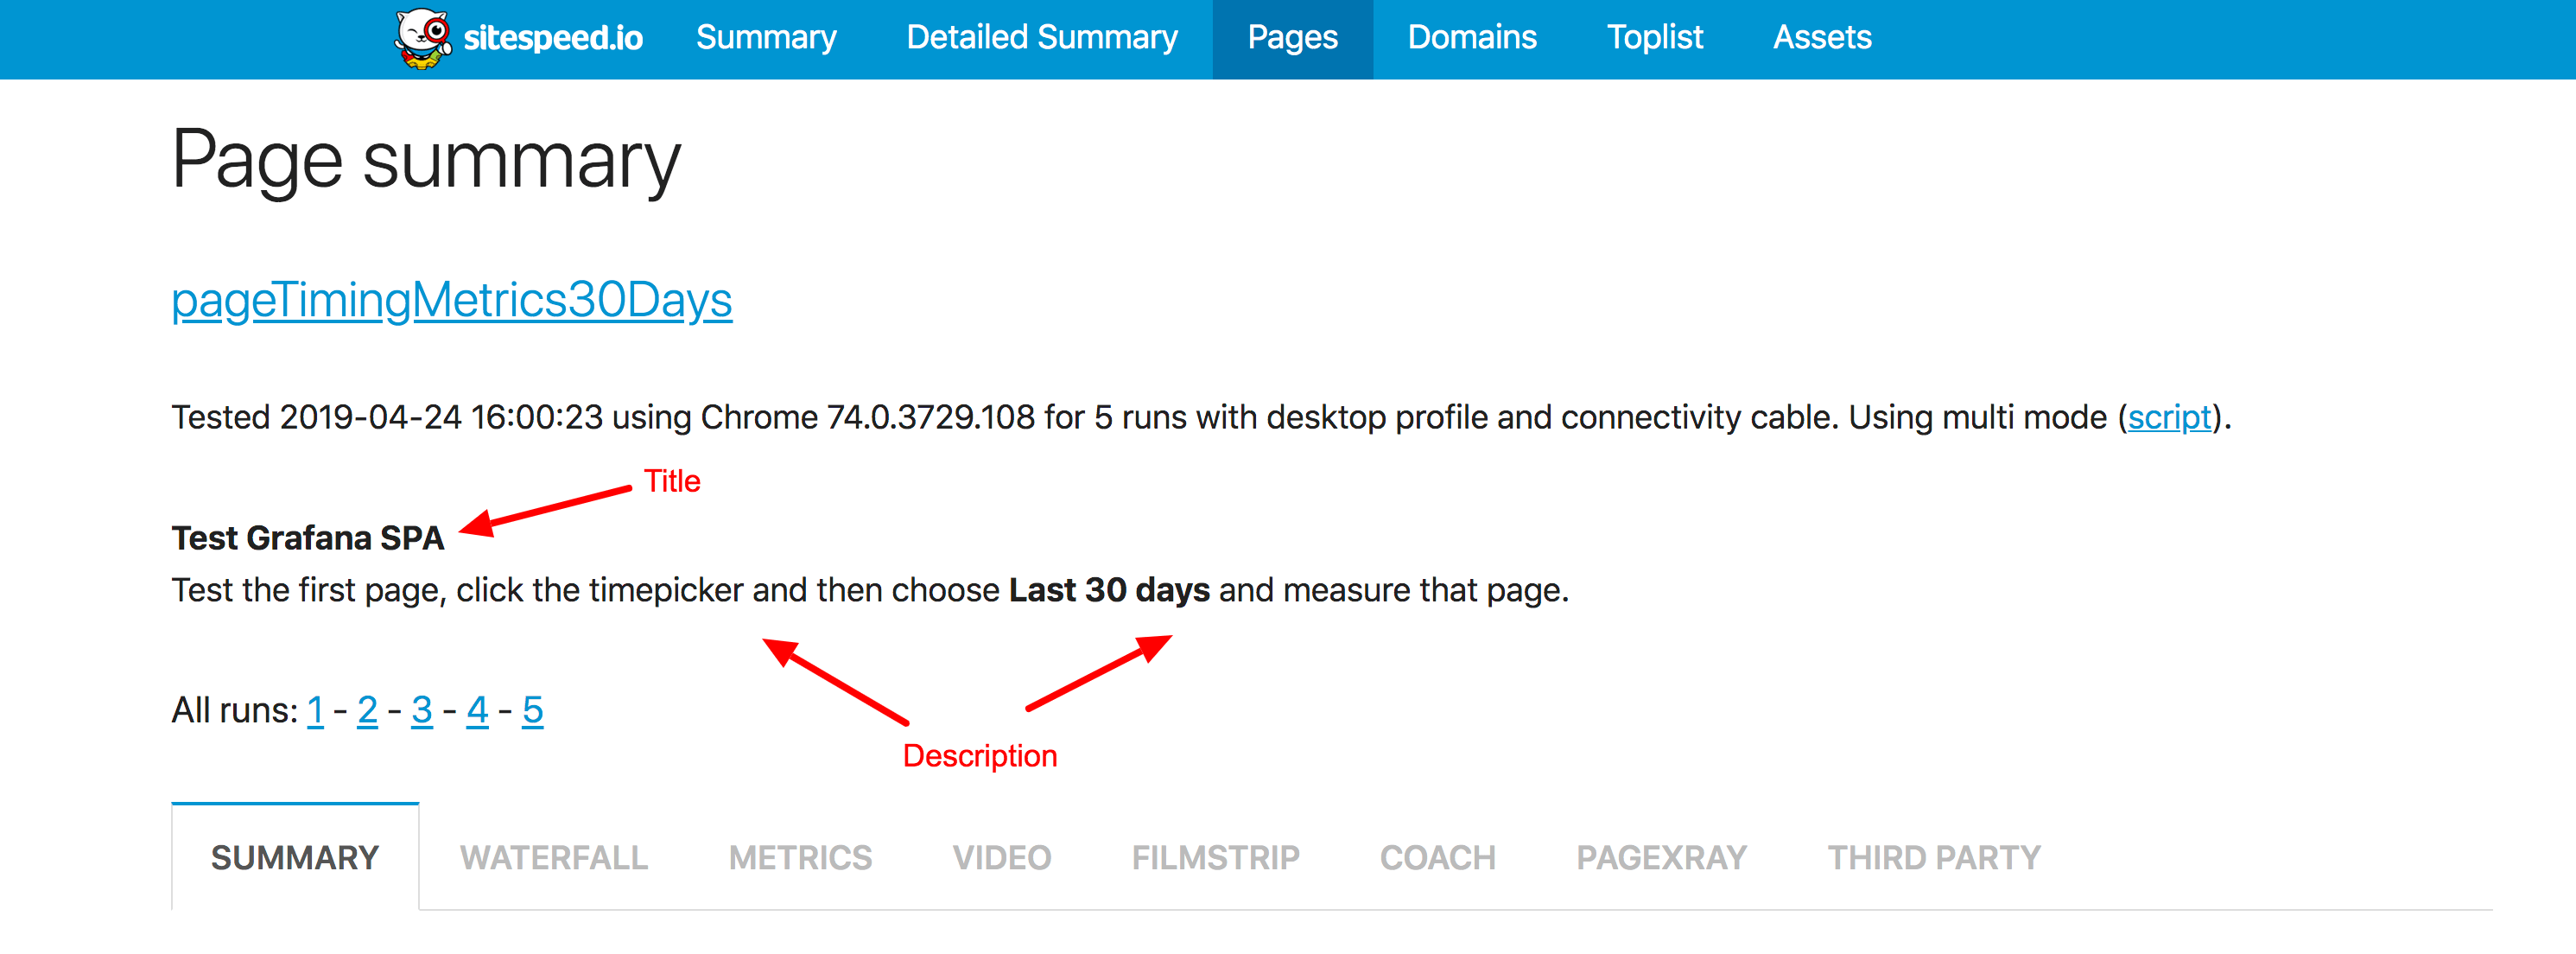 sitespeed.io Summary Detailed Summary Pages Domains Toplist Assets
Page summary
pageTimingMetrics30Days
Tested 2019-04-24 16:00:23 using Chrome 74.0.3729.108 for 5 runs with desktop profile and connectivity cable. Using multi mode (script).
Title
Test Grafana SPA
Test the first page, click the timepicker and then choose Last 30 days and measure that page.
All runs: 1 - 2 - 3 - 4 - 5
Description
SUMMARY WATERFALL METRICS VIDEO FILMSTRIP COACH PAGEXRAY THIRD PARTY